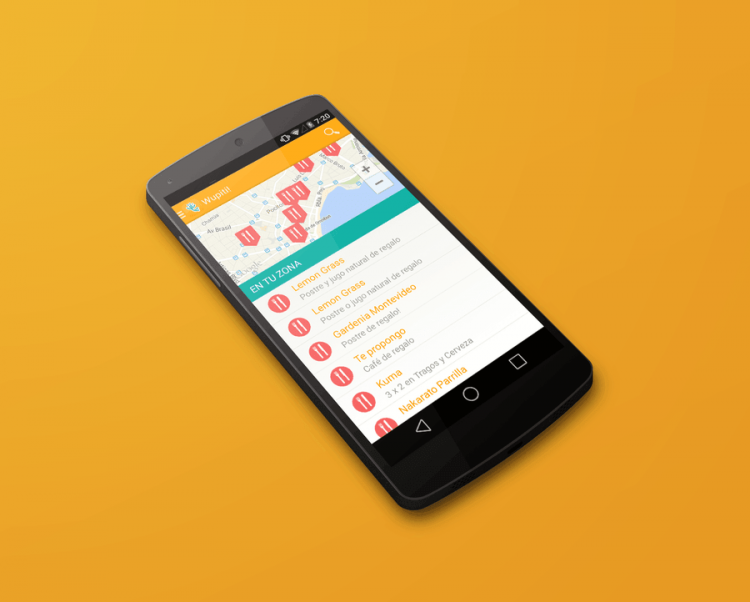 7:20
Wupiti!
Av Brasil
EN TU ZONA
Lemon Grass
Postre y jugo natural de regalo
Lemon Grass
Postre o jugo natural de regalo
Gardenia Montevideo
Postre de regalo!
Te propongo
Café de regalo
Kuma
3 x 2 en Tragos y Cerveza
Nakarato Parrilla